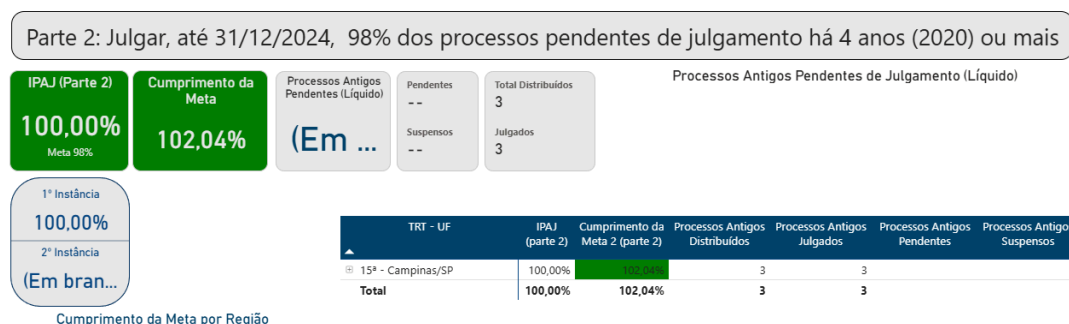 Parte 2: Julgar, até 31/12/2024, 98% dos processos pendentes de julgamento há 4 anos (2020) ou mais
IPAJ (Parte 2)
100,00%
Meta 98%
Cumprimento da
Meta
102,04%
Processos Antigos
Pendentes (Líquido)
(Em ...
Pendentes
--
Suspensos
--
Total Distribuídos
3
Julgados
3
Processos Antigos Pendentes de Julgamento (Líquido)
1ª Instância
100,00%
2ª Instância
(Em bran...
TRT - UF
IPAJ
(parte 2)
Cumprimento da
Meta 2 (parte 2)
Processos Antigos
Distribuídos
Processos Antigos
Julgados
Processos Antigos
Pendentes
Processos Antigo
Suspensos
15ª - Campinas/SP 100,00% 102,04% 3 3
Total 100,00% 102,04% 3 3
Cumprimento da Meta por Região